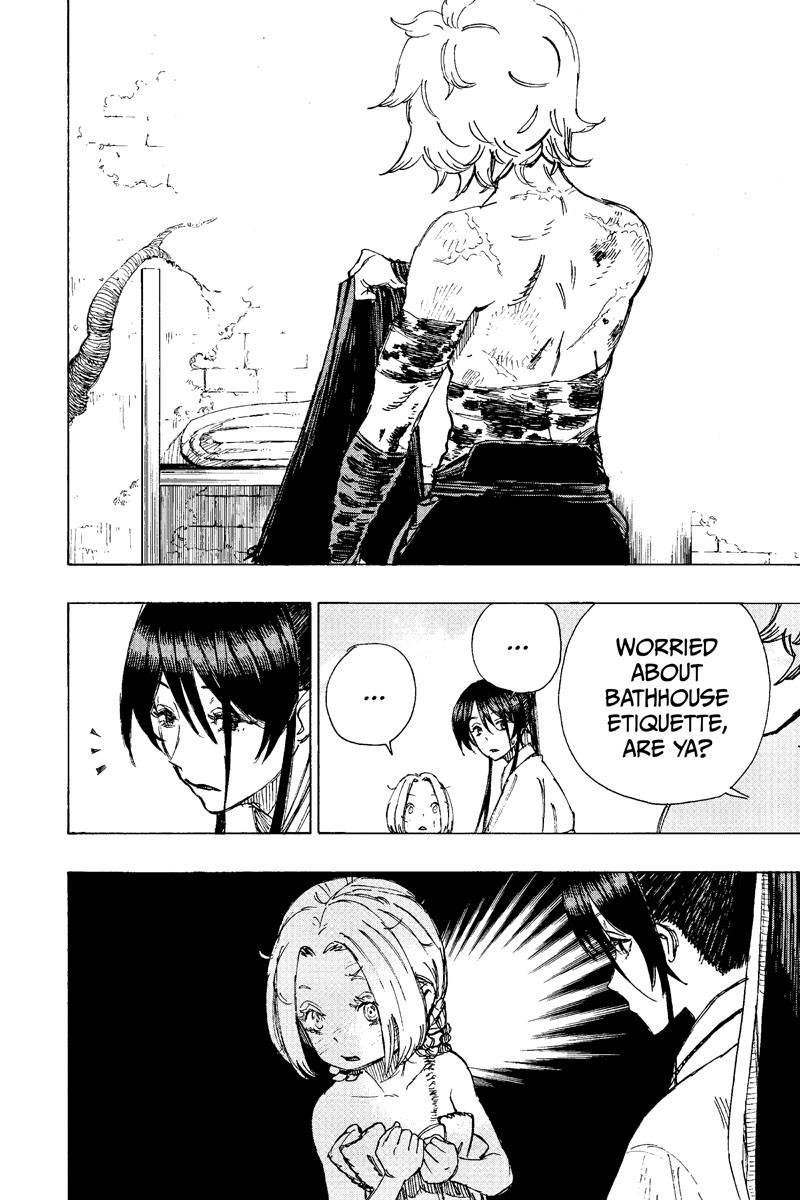 WORRIED
ABOUT
BATHHOUSE
ETIQUETTE,
ARE YA?
...
...